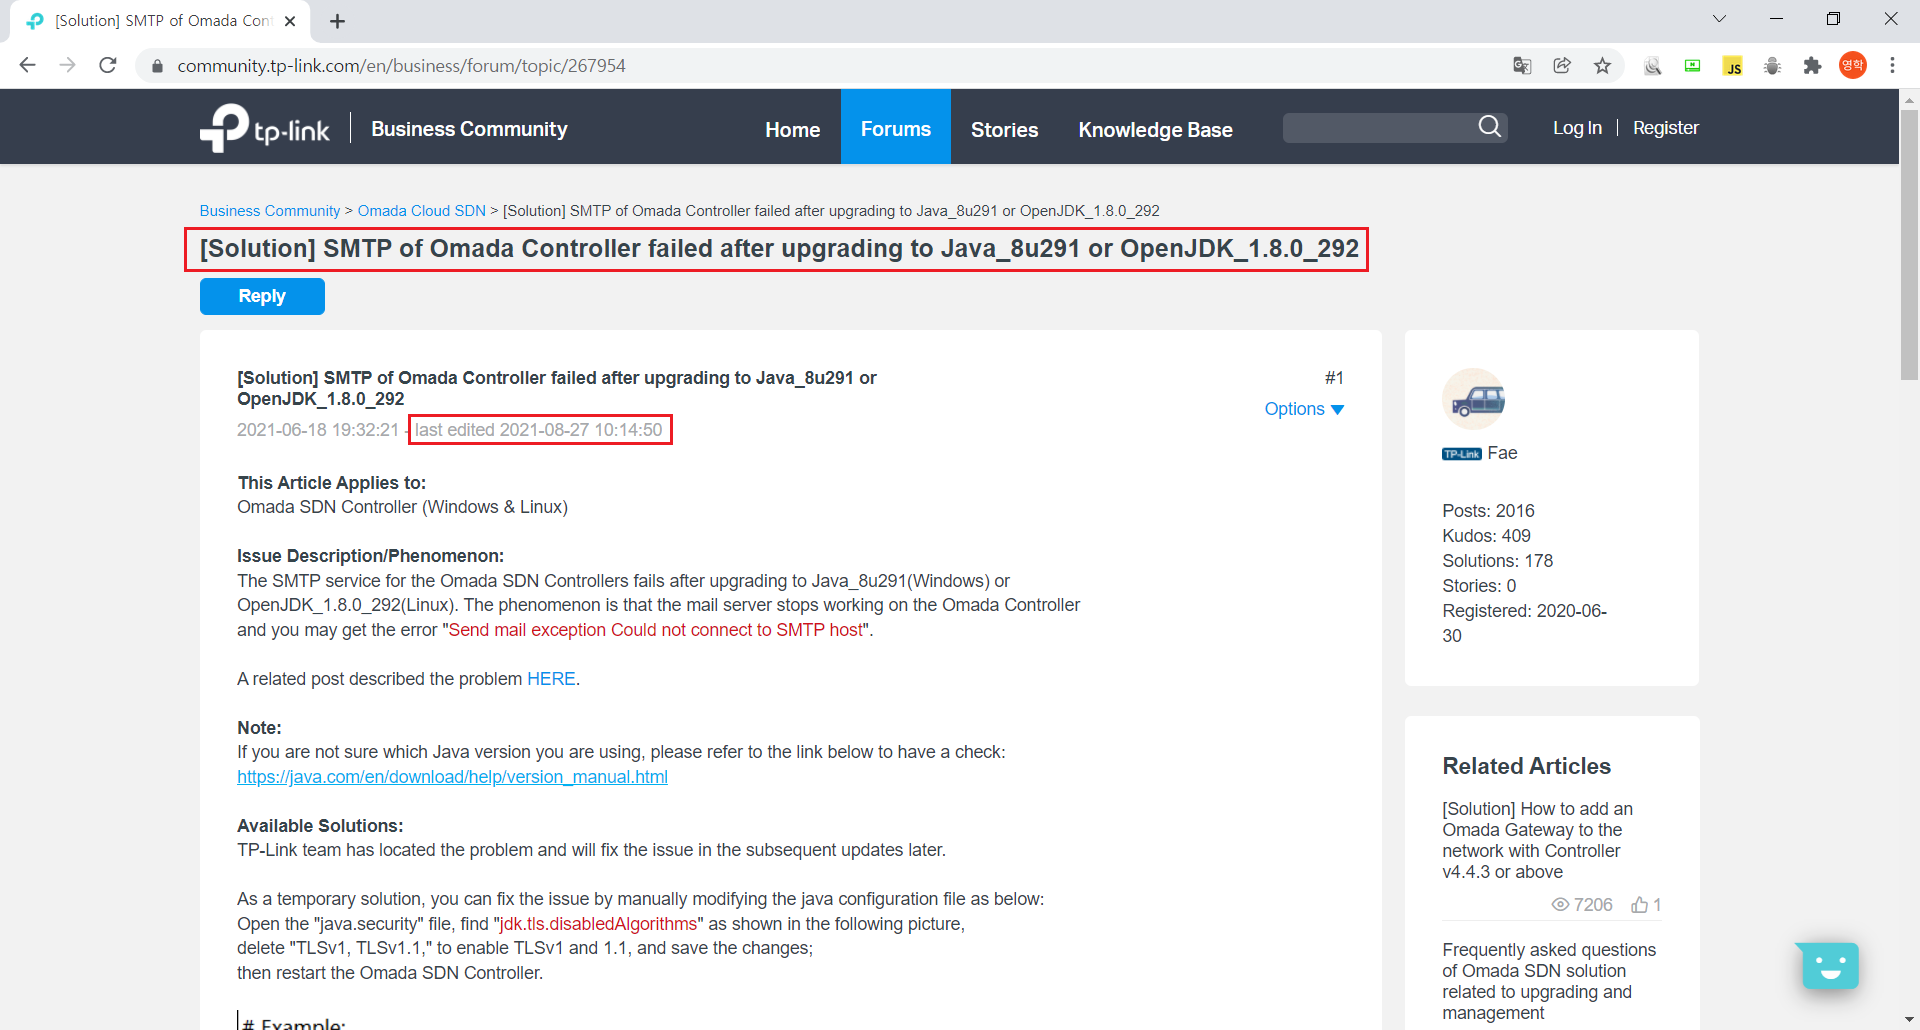 [Solution] SMTP of Omada Con
community.tp-link.com/en/business/forum/topic/267954
JS
영학
tp-link
Business Community
Home
Forums
Stories
Knowledge Base
Log In
Register
Business Community > Omada Cloud SDN > [Solution] SMTP of Omada Controller failed after upgrading to Java_8u291 or OpenJDK_1.8.0_292
[Solution] SMTP of Omada Controller failed after upgrading to Java_8u291 or OpenJDK_1.8.0_292
Reply
[Solution] SMTP of Omada Controller failed after upgrading to Java_8u291 or
OpenJDK_1.8.0_292
#1
Options
2021-06-18 19:32:21 - last edited 2021-08-27 10:14:50
This Article Applies to:
Omada SDN Controller (Windows & Linux)
Issue Description/Phenomenon:
The SMTP service for the Omada SDN Controllers fails after upgrading to Java_8u291(Windows) or
OpenJDK_1.8.0_292(Linux). The phenomenon is that the mail server stops working on the Omada Controller
and you may get the error "Send mail exception Could not connect to SMTP host".
A related post described the problem HERE.
Note:
If you are not sure which Java version you are using, please refer to the link below to have a check:
https://java.com/en/download/help/version_manual.html
Available Solutions:
TP-Link team has located the problem and will fix the issue in the subsequent updates later.
As a temporary solution, you can fix the issue by manually modifying the java configuration file as below:
Open the "java.security" file, find "jdk.tls.disabledAlgorithms" as shown in the following picture,
delete "TLSv1, TLSv1.1," to enable TLSv1 and 1.1, and save the changes;
then restart the Omada SDN Controller.
# Example:
TP-Link Fae
Posts: 2016
Kudos: 409
Solutions: 178
Stories: 0
Registered: 2020-06-
30
Related Articles
[Solution] How to add an
Omada Gateway to the
network with Controller
v4.4.3 or above
7206 1
Frequently asked questions
of Omada SDN solution
related to upgrading and
management